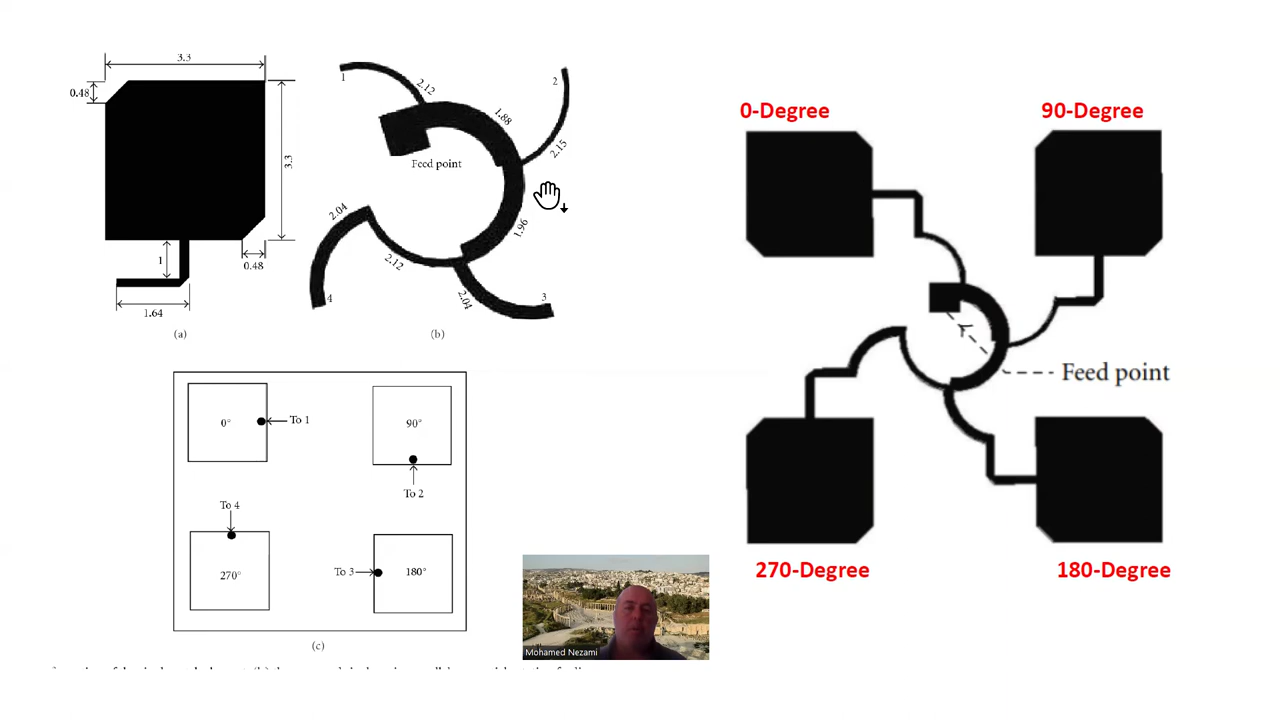 3.3
0.48
3.3
1
0.48
1.64
(a)
1
2.12
1.88
2
2.15
Feed point
1.96
2.04
2.12
2.04
4
3
(b)
0°
To 1
90°
To 2
To 4
270°
To 3
180°
(c)
0-Degree
90-Degree
Feed point
270-Degree
180-Degree
Mohamed Nezami